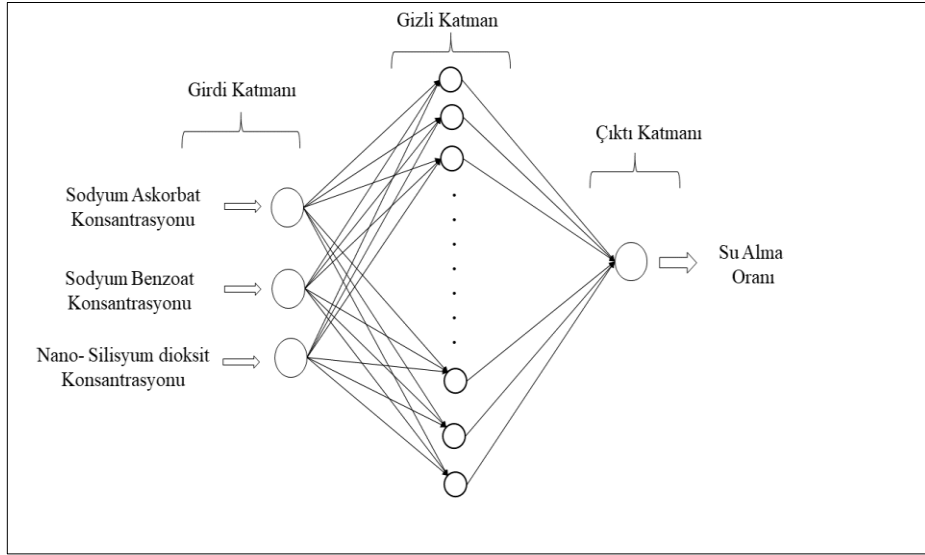 Gizli Katman
Girdi Katmanı
Çıktı Katmanı
Sodyum Askorbat
Konsantrasyonu
Sodyum Benzoat
Konsantrasyonu
Nano- Silisyum dioksit
Konsantrasyonu
Su Alma
Oranı